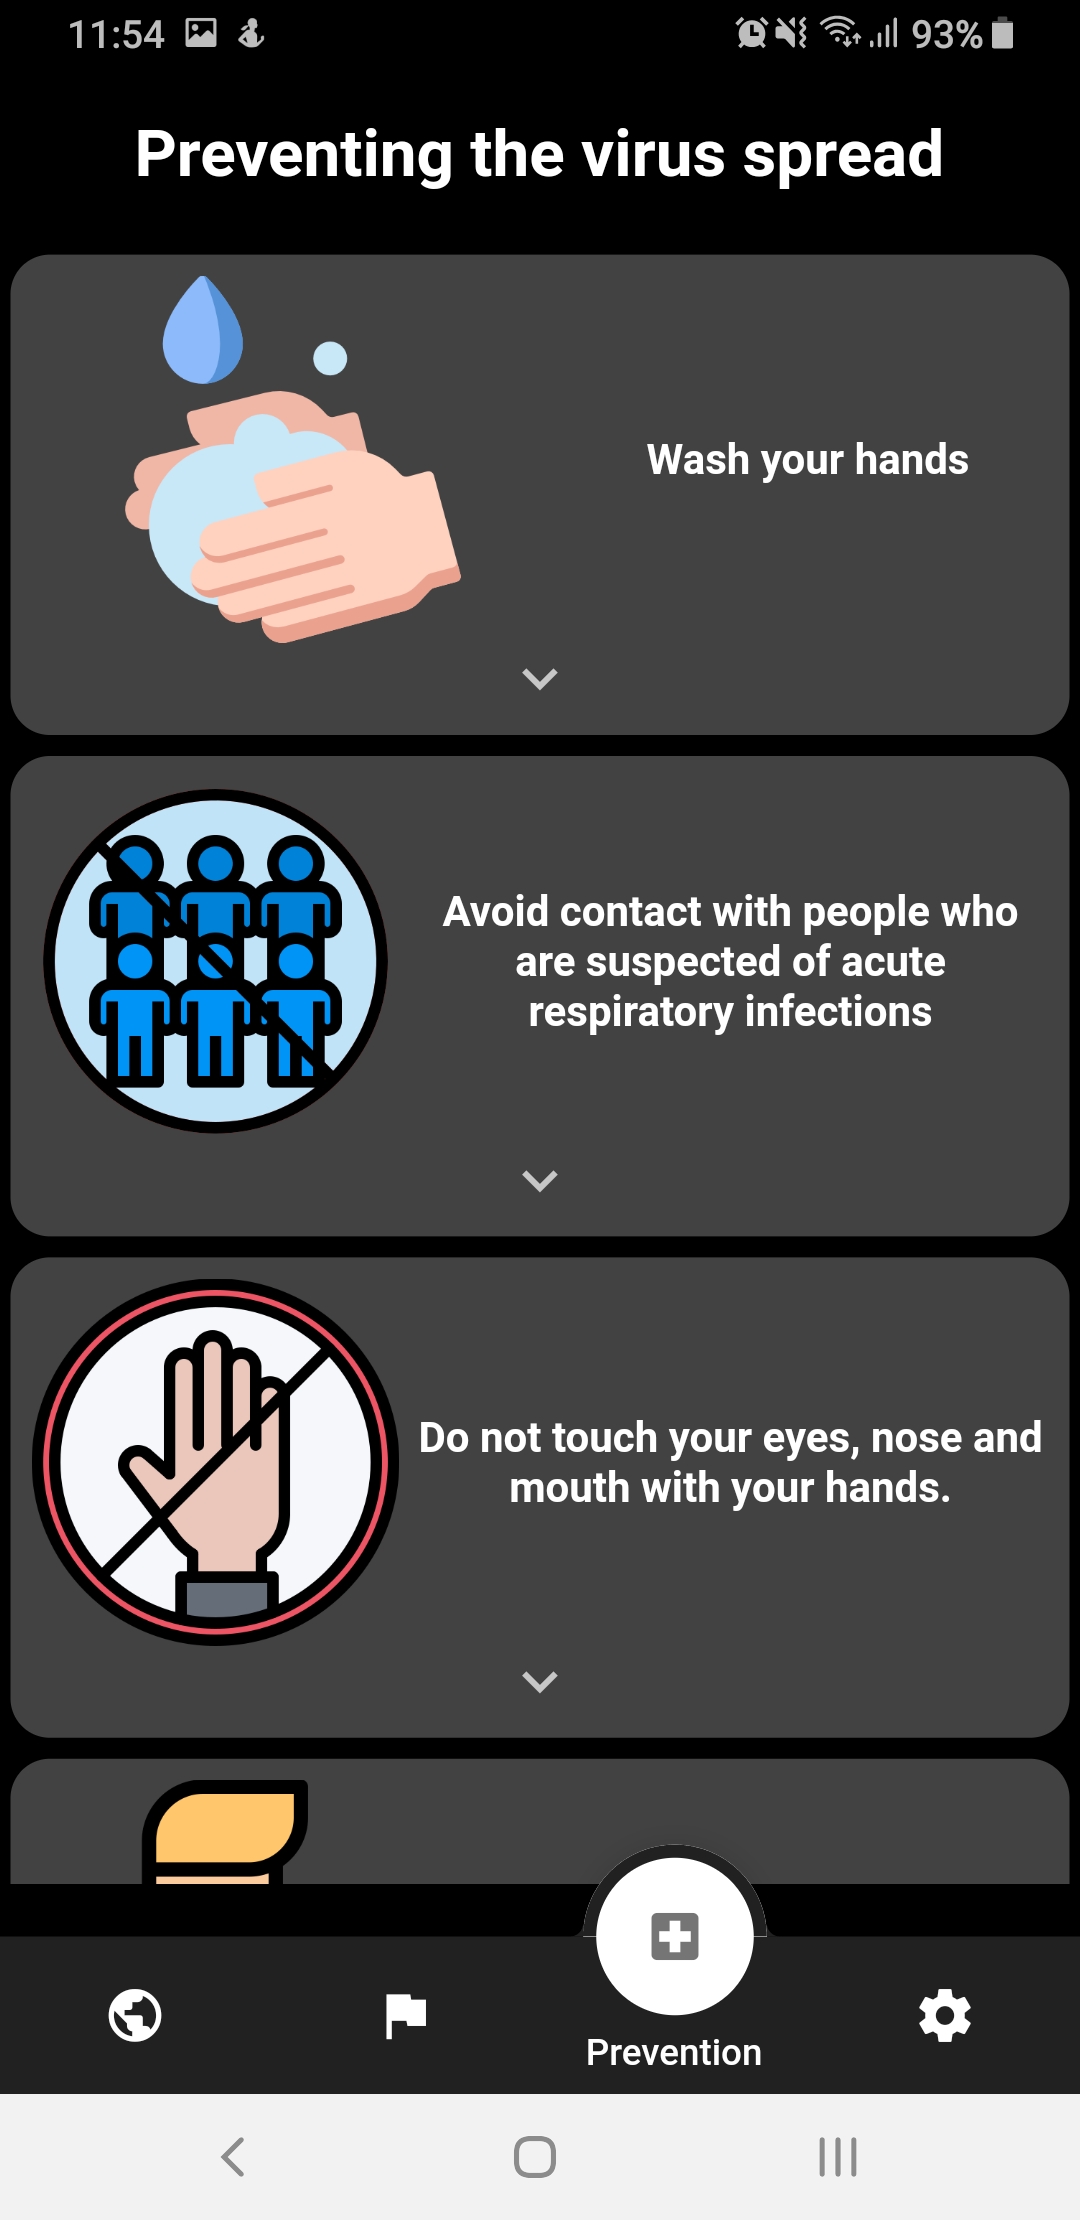 11:54
93%
Preventing the virus spread
Wash your hands
Avoid contact with people who
are suspected of acute
respiratory infections
Do not touch your eyes, nose and
mouth with your hands.
Prevention